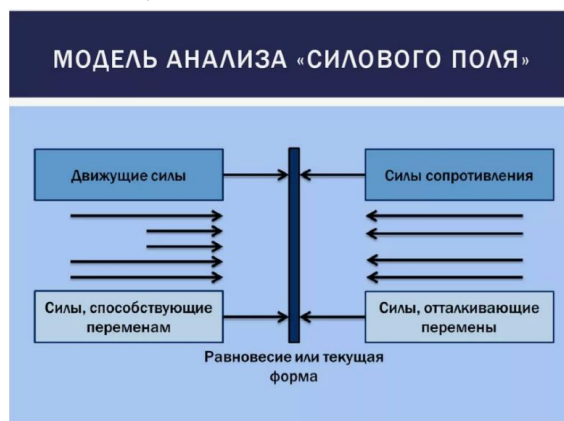 МОДЕЛЬ АНАЛИЗА «СИЛОВОГО ПОЛЯ»
Движущие силы
Силы сопротивления
Силы, способствующие
переменам
Силы, отталкивающие
перемены
Равновесие или текущая
форма